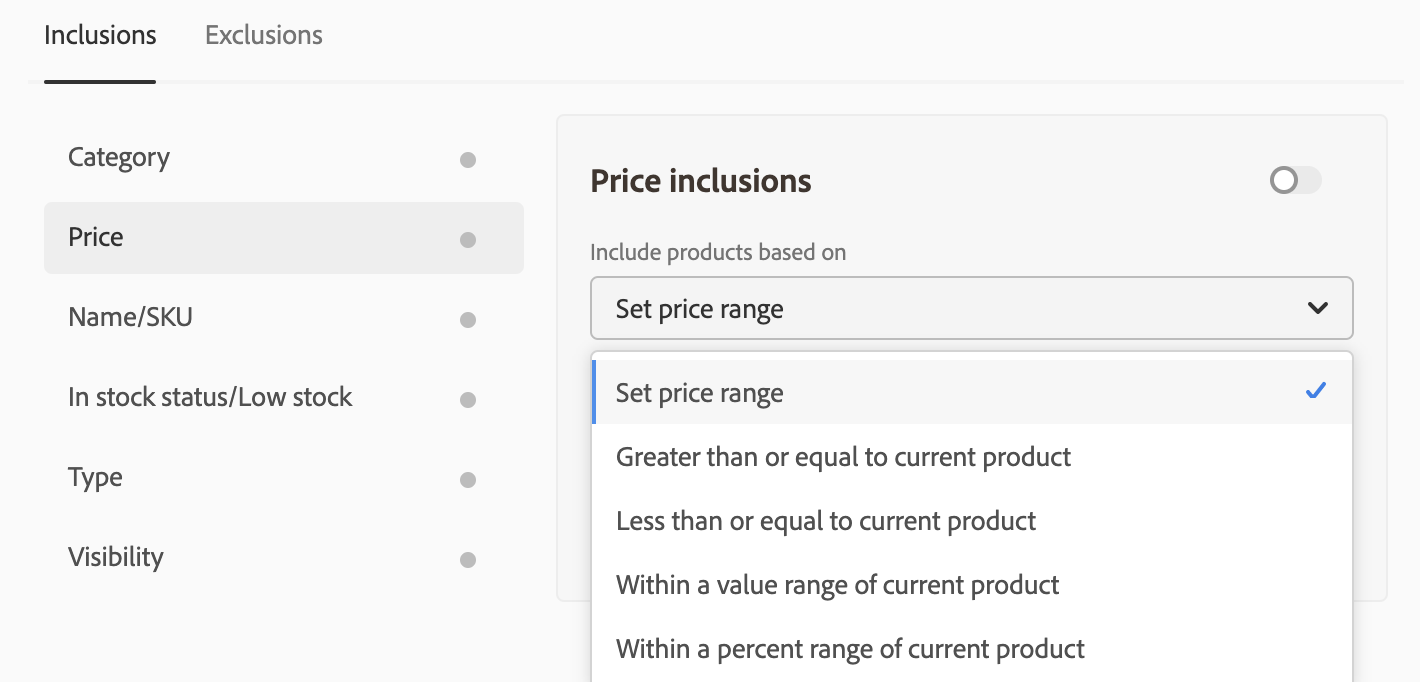 Inclusions Exclusions
Category
Price
Name/SKU
In stock status/Low stock
Type
Visibility
Price inclusions
Include products based on
Set price range
Set price range
Greater than or equal to current product
Less than or equal to current product
Within a value range of current product
Within a percent range of current product